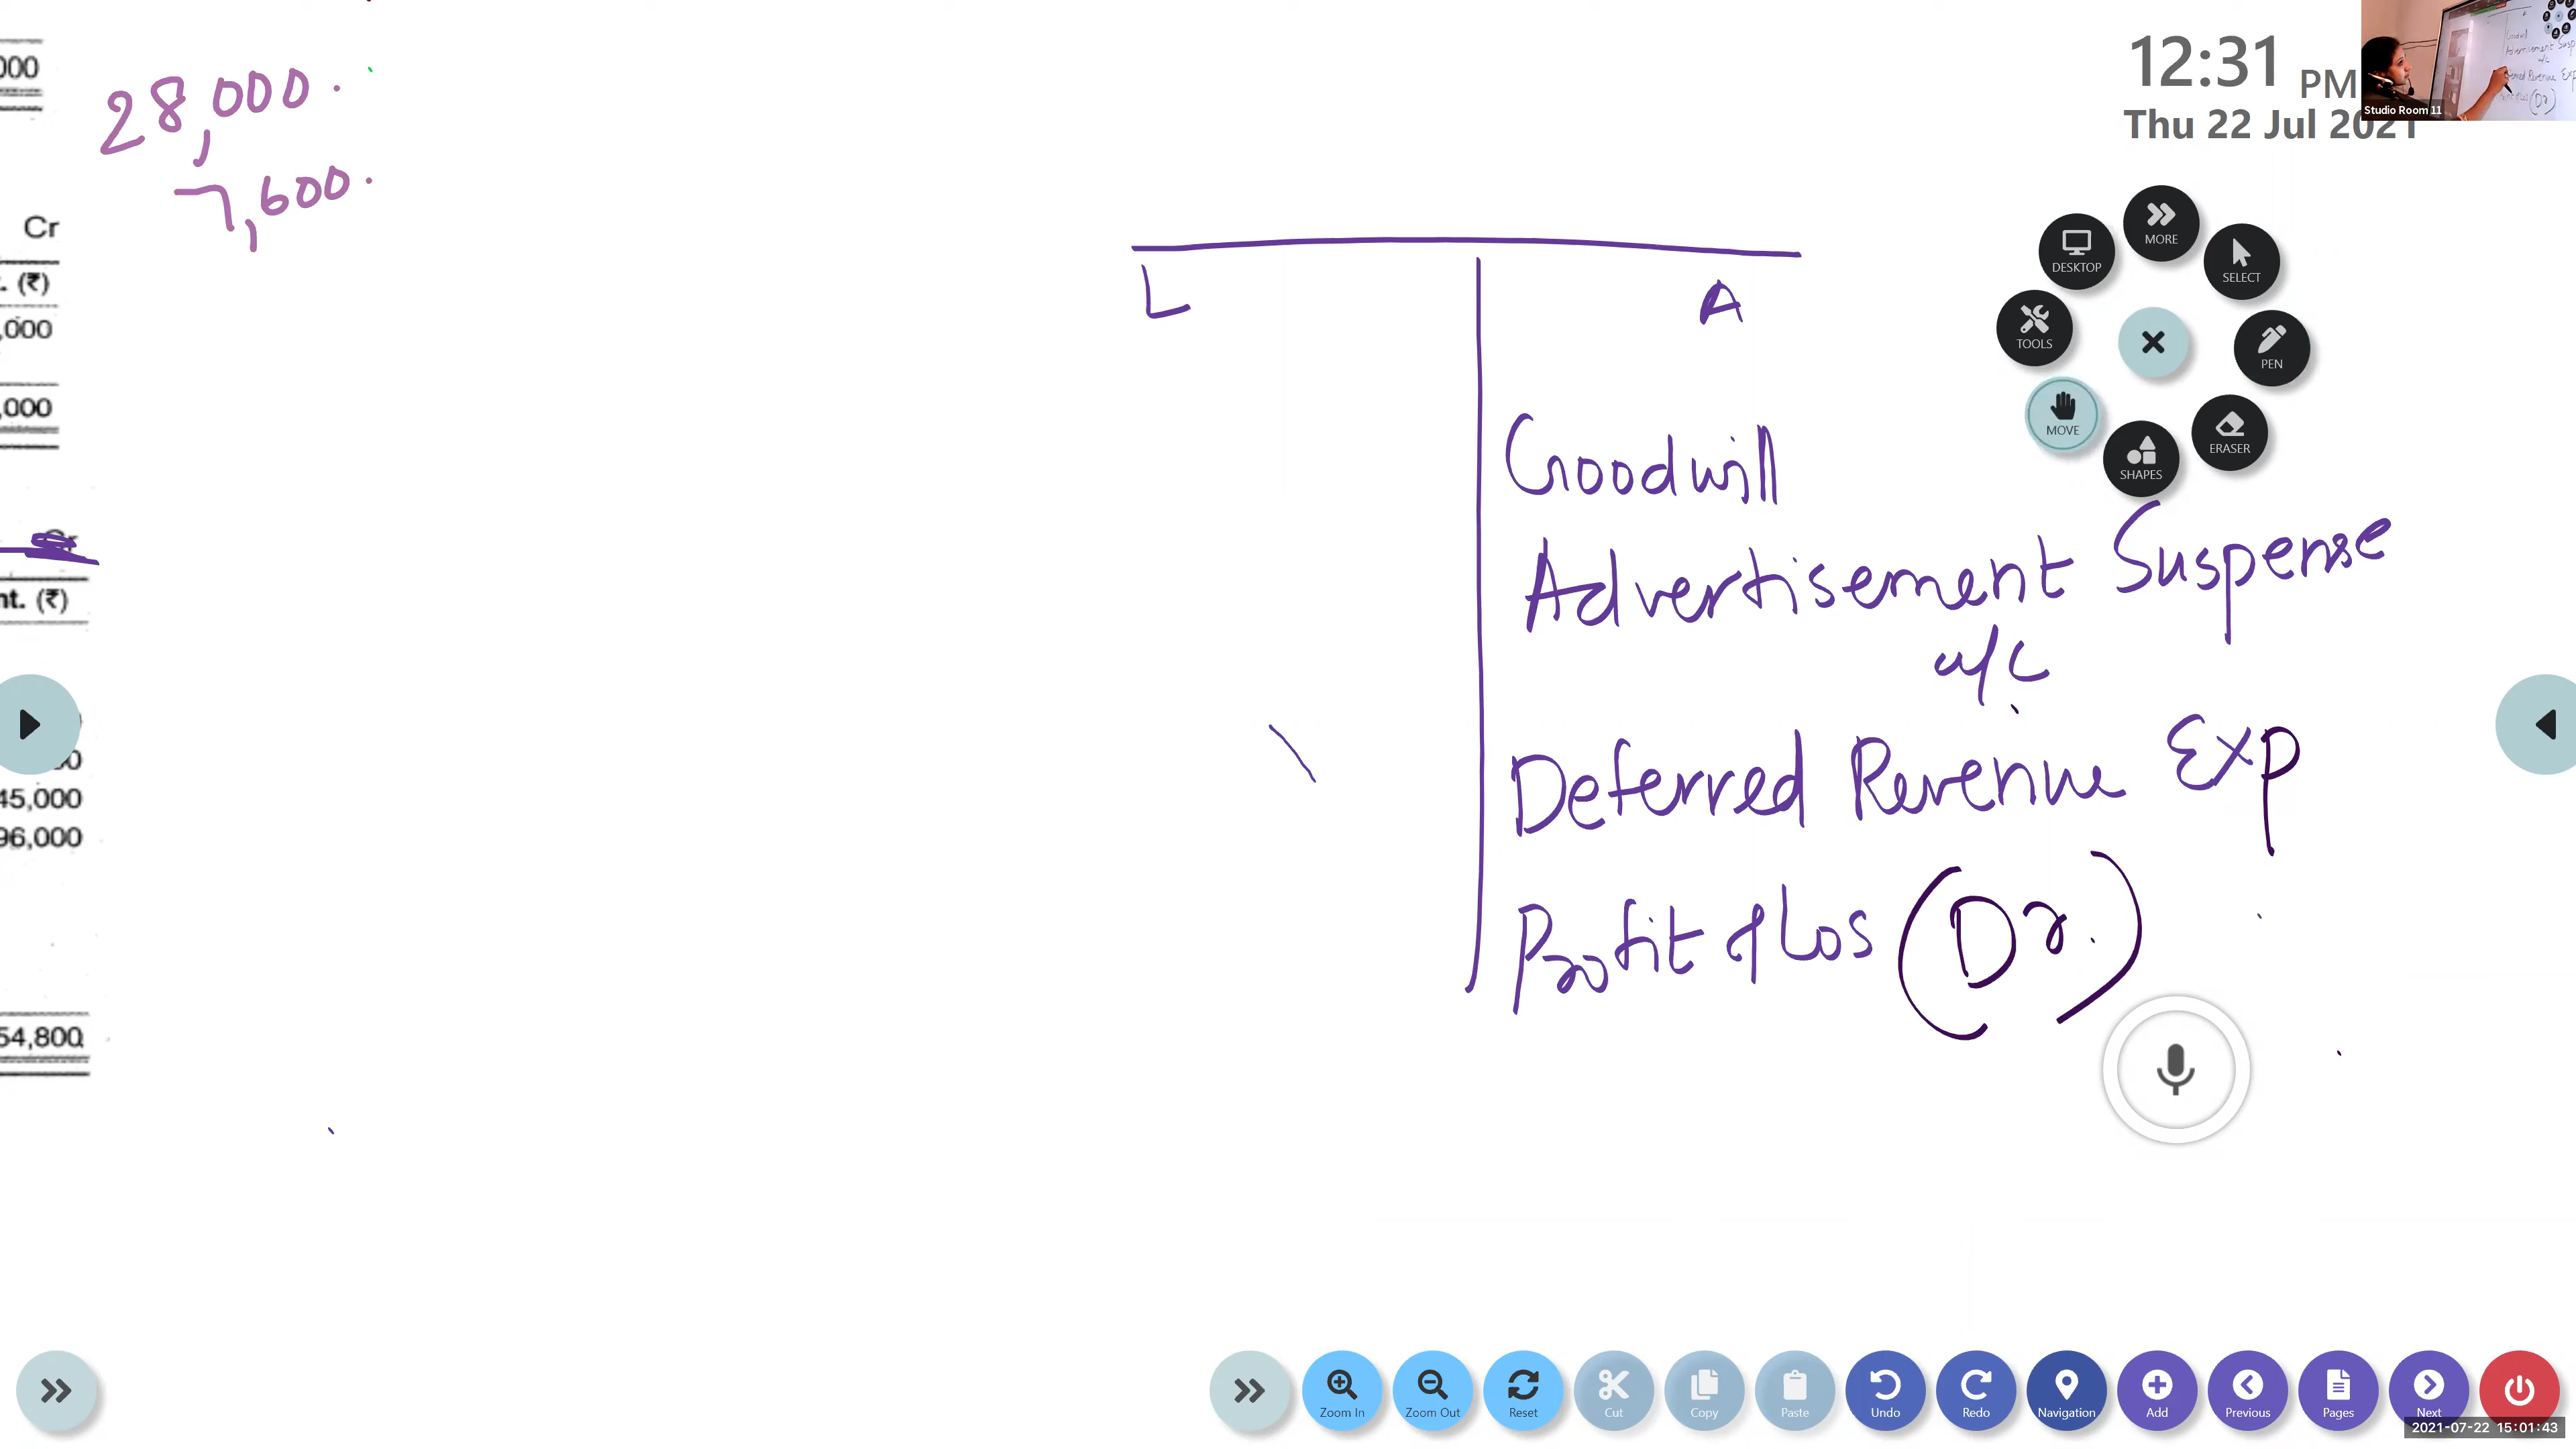 000
28,000.
7,600.
Cr
. (₹)
,000
,000
nt. (₹)
45,000
96,000
54,800
12:31 PM
Thu 22 Jul 2021
Studio Room 11
L A
Goodwill
Advertisement Suspense
a/c
Deferred Revenue Exp
Profit & Los (Dr.)
MORE
DESKTOP
SELECT
TOOLS
PEN
MOVE
ERASER
SHAPES
Zoom In Zoom Out Reset Cut Copy Paste Undo Redo Navigation Add Previous Pages Next
2021-07-22 15:01:43